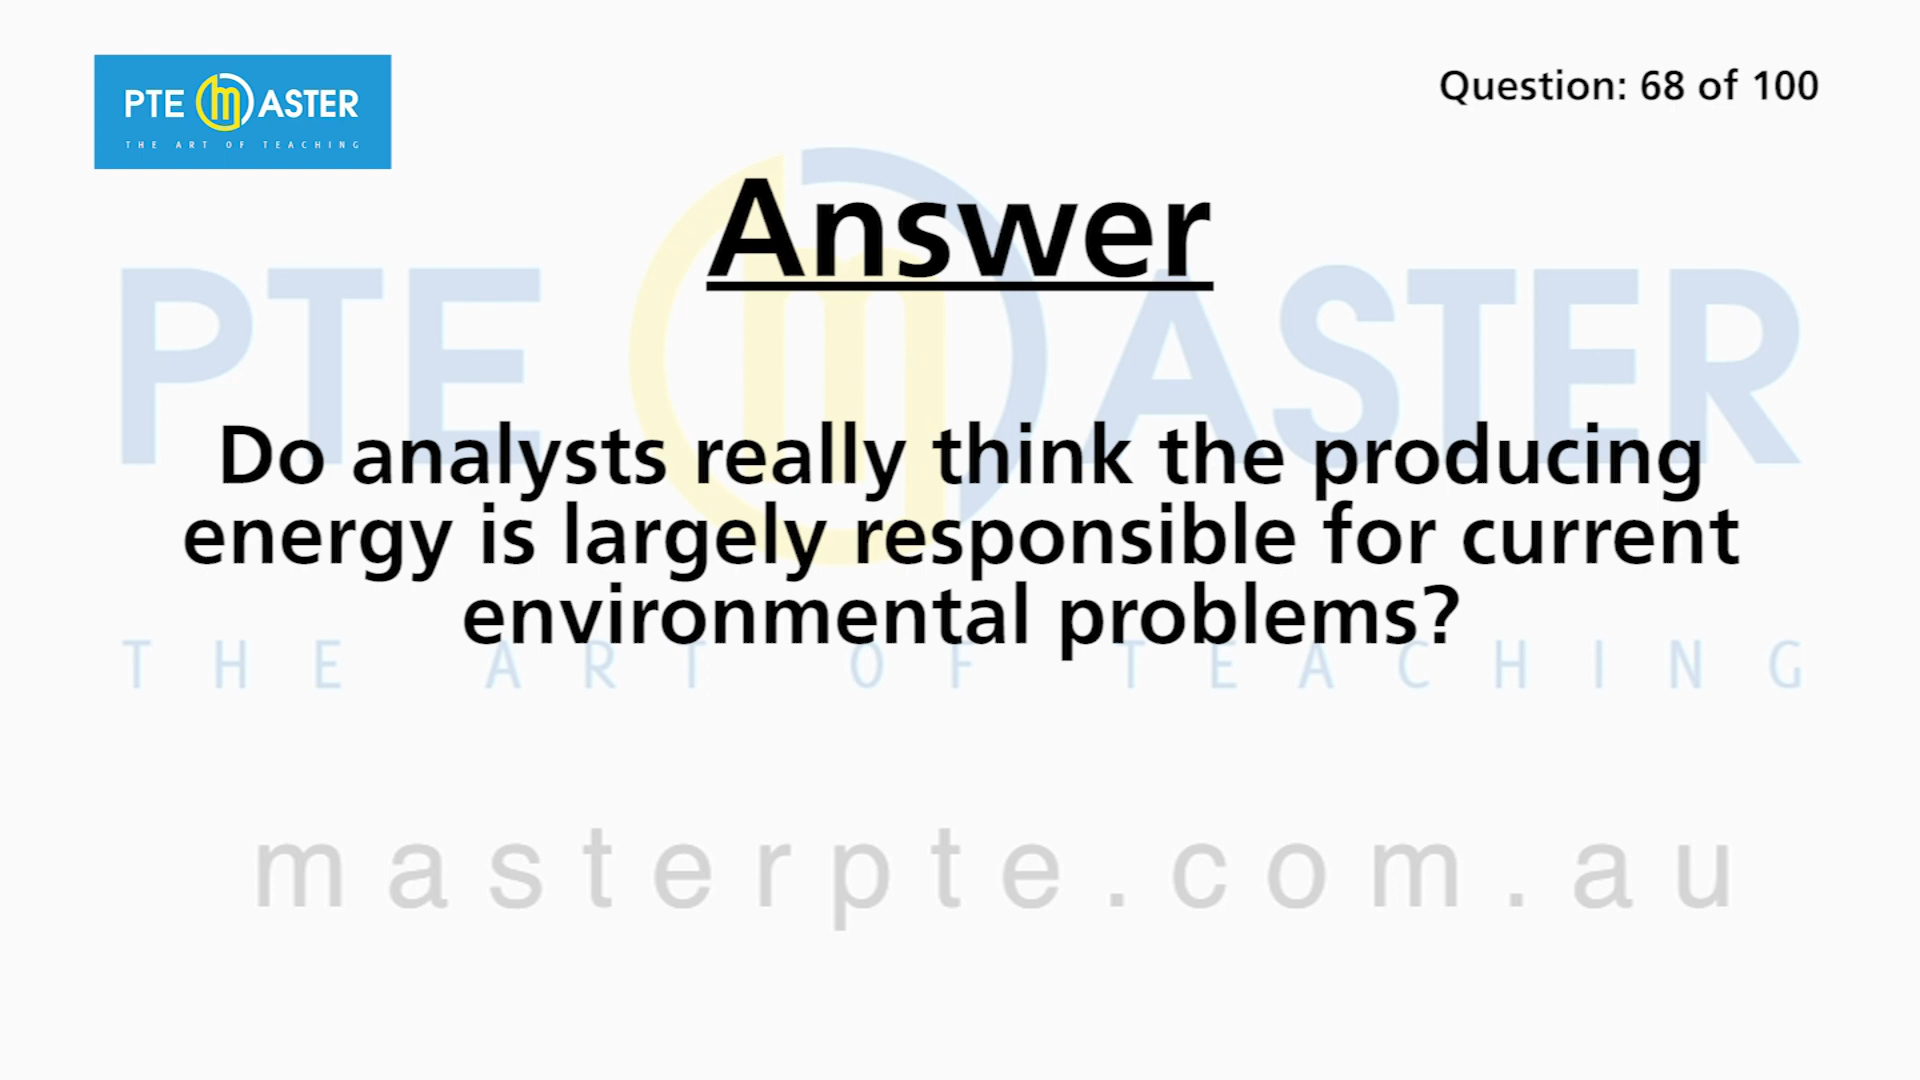 PTE MASTER
THE ART OF TEACHING
Question: 68 of 100
Answer
PTE MASTER
Do analysts really think the producing
energy is largely responsible for current
environmental problems?
THE ART OF TEACHING
masterpte.com.au